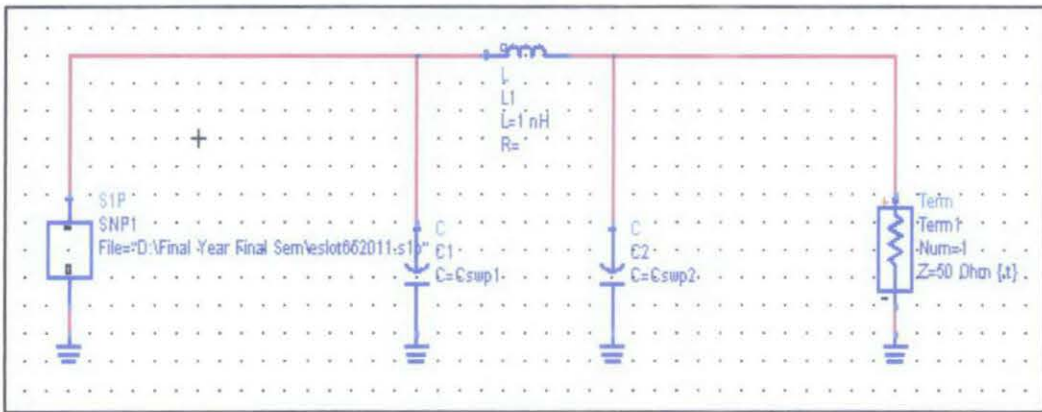 L
L1
L=1 nH
R=
S1P
SNP1
File="D:\Final Year Final Sem\eslot662011.s1p"
C
C1
C=Cswp1
C
C2
C=Cswp2
Term
Term1
Num=1
Z=50 Ohm {t}